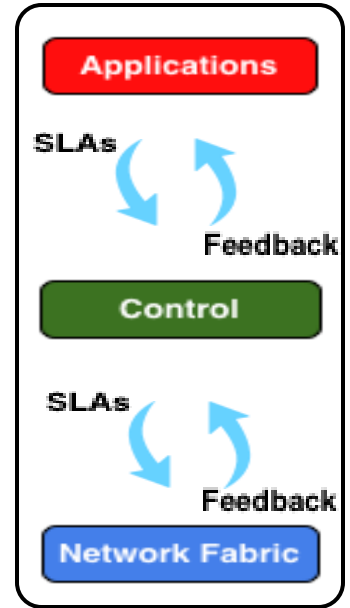 Applications
SLAs
Feedback
Control
SLAs
Feedback
Network Fabric